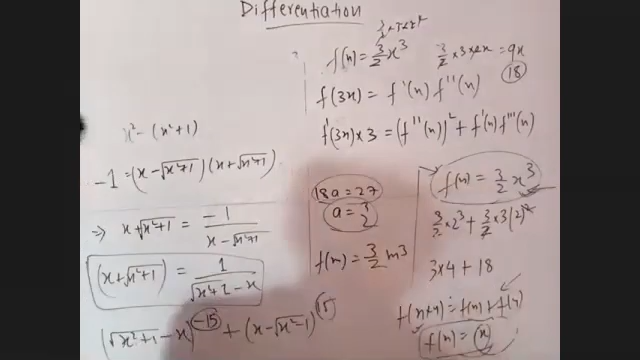 Differentiation
f(x) = 3/2 x³
3/2 × 3 × 2x = 9x
(18)
f(3x) = f'(x) f''(x)
f'(3x) × 3 = (f''(x))² + f'(x) f'''(x)
x² - (x²+1)
-1 = (x - √x²+1) (x + √x²+1)
⇒ x + √x²+1 = -1 / (x - √x²+1)
(x + √x²+1) = 1 / (√x²+1 - x)
(√x²+1 - x)^(-15) + (x - √x²-1)^15
18a = 27
a = 3/2
f(x) = 3/2 x³
f(x) = 3/2 x³
3/2 × 2³ + 3/2 × 3(2)²
3×4 + 18
f(x+y) = f(x) + f(y)
f(x) = x